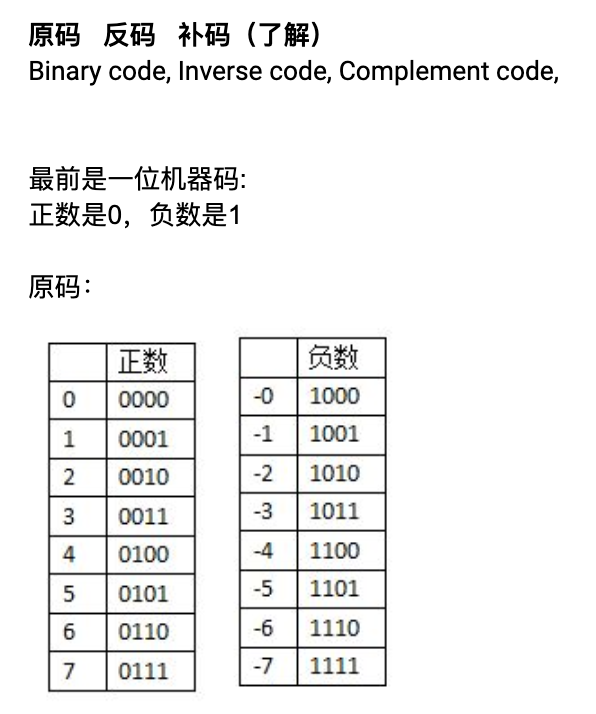 原码 反码 补码（了解）
Binary code, Inverse code, Complement code,
最前是一位机器码:
正数是0，负数是1
原码：
正数
0 0000
1 0001
2 0010
3 0011
4 0100
5 0101
6 0110
7 0111
负数
-0 1000
-1 1001
-2 1010
-3 1011
-4 1100
-5 1101
-6 1110
-7 1111